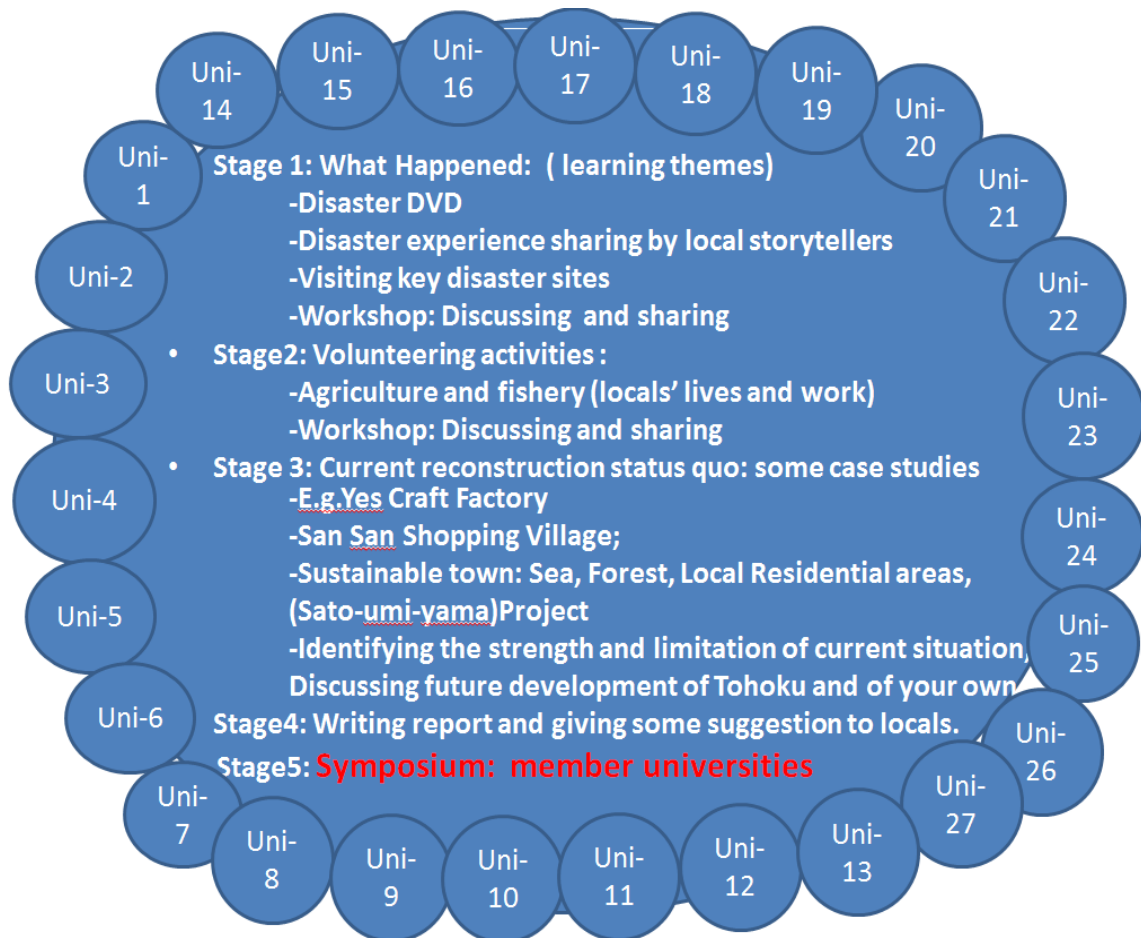 Uni-
14
Uni-
15
Uni-
16
Uni-
17
Uni-
18
Uni-
19
Uni-
20
Uni-
21
Uni-
22
Uni-
23
Uni-
24
Uni-
25
Uni-
26
Uni-
27
Uni-
13
Uni-
12
Uni-
11
Uni-
10
Uni-
9
Uni-
8
Uni-
7
Uni-6
Uni-5
Uni-4
Uni-3
Uni-2
Uni-
1
Stage 1: What Happened: ( learning themes)
-Disaster DVD
-Disaster experience sharing by local storytellers
-Visiting key disaster sites
-Workshop: Discussing and sharing
• Stage2: Volunteering activities :
-Agriculture and fishery (locals’ lives and work)
-Workshop: Discussing and sharing
• Stage 3: Current reconstruction status quo: some case studies
-E.g.Yes Craft Factory
-San San Shopping Village;
-Sustainable town: Sea, Forest, Local Residential areas,
(Sato-umi-yama)Project
-Identifying the strength and limitation of current situation,
Discussing future development of Tohoku and of your own
Stage4: Writing report and giving some suggestion to locals.
Stage5: Symposium: member universities